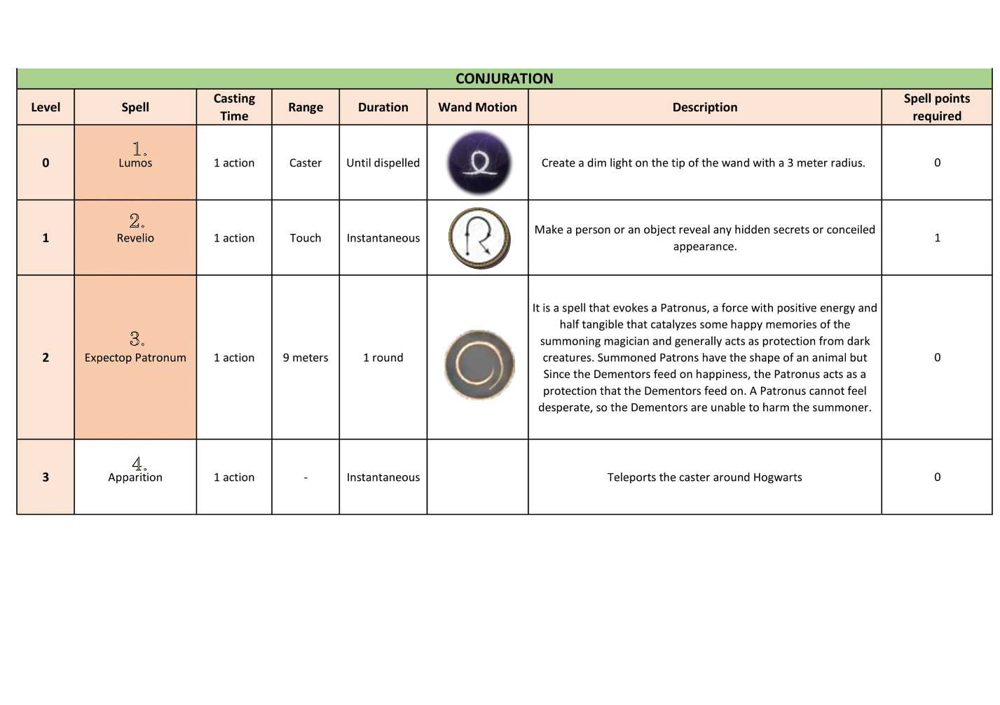 CONJURATION
Level Spell Casting Time Range Duration Wand Motion Description Spell points required
0
1.
Lumos
1 action
Caster
Until dispelled
Create a dim light on the tip of the wand with a 3 meter radius.
0
1
2.
Revelio
1 action
Touch
Instantaneous
Make a person or an object reveal any hidden secrets or conceiled
appearance.
1
2
3.
Expectop Patronum
1 action
9 meters
1 round
It is a spell that evokes a Patronus, a force with positive energy and
half tangible that catalyzes some happy memories of the
summoning magician and generally acts as protection from dark
creatures. Summoned Patrons have the shape of an animal but
Since the Dementors feed on happiness, the Patronus acts as a
protection that the Dementors feed on. A Patronus cannot feel
desperate, so the Dementors are unable to harm the summoner.
0
3
4.
Apparition
1 action
-
Instantaneous
Teleports the caster around Hogwarts
0